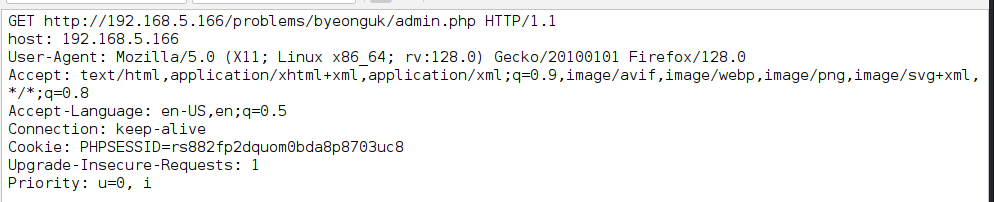 GET http://192.168.5.166/problems/byeonguk/admin.php HTTP/1.1
host: 192.168.5.166
User-Agent: Mozilla/5.0 (X11; Linux x86_64; rv:128.0) Gecko/20100101 Firefox/128.0
Accept: text/html,application/xhtml+xml,application/xml;q=0.9,image/avif,image/webp,image/png,image/svg+xml,
*/*;q=0.8
Accept-Language: en-US,en;q=0.5
Connection: keep-alive
Cookie: PHPSESSID=rs882fp2dquom0bda8p8703uc8
Upgrade-Insecure-Requests: 1
Priority: u=0, i